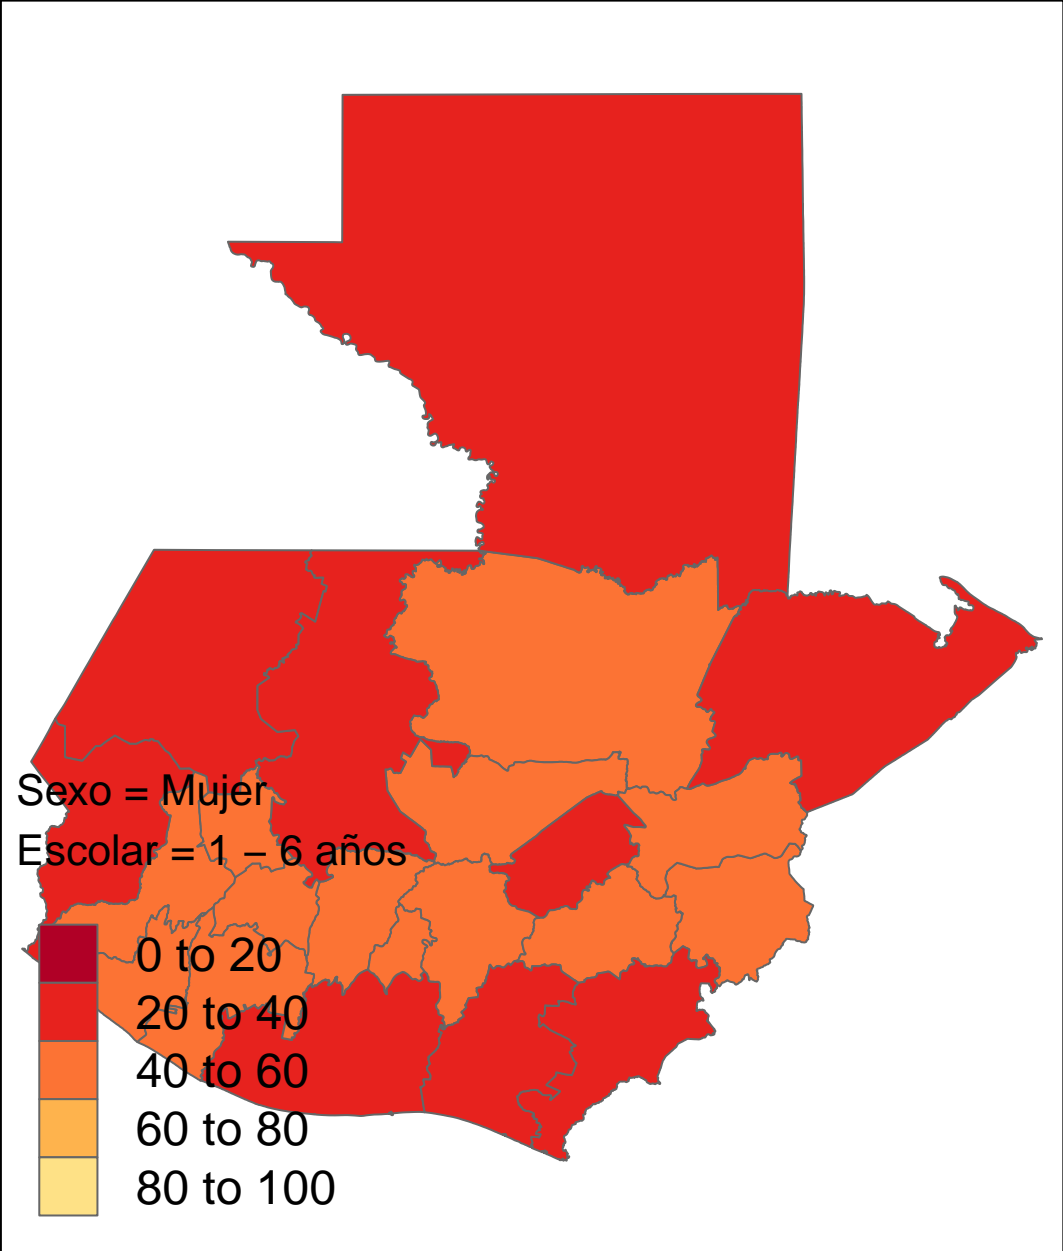 Sexo = Mujer
Escolar = 1 – 6 años
0 to 20
20 to 40
40 to 60
60 to 80
80 to 100